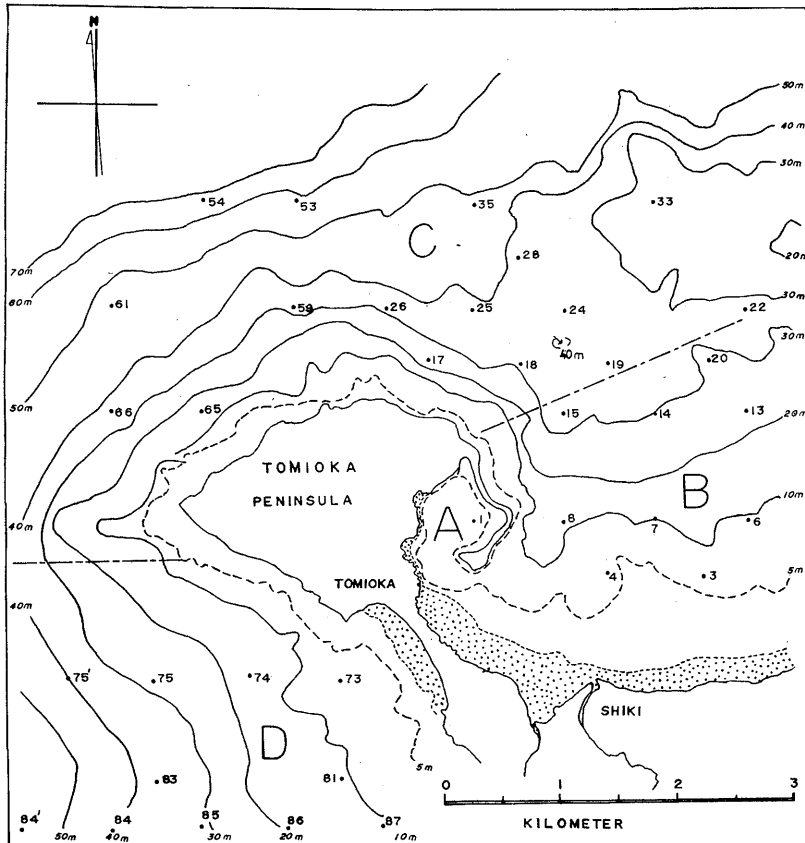 N
50m
40m
30m
54
53
35
33
C
28
20m
70m
60m
61
59
26
25
24
30m
22
30m
40m
17
18
19
20
50m
66
65
15
14
13
20m
TOMIOKA
PENINSULA
B
10m
A
1
8
7
6
40m
TOMIOKA
4
3
5m
40m
75'
75
74
73
SHIKI
D
5m
83
81
0 1 2 3
84'
50m
84
40m
85
30m
86
20m
87
10m
KILOMETER